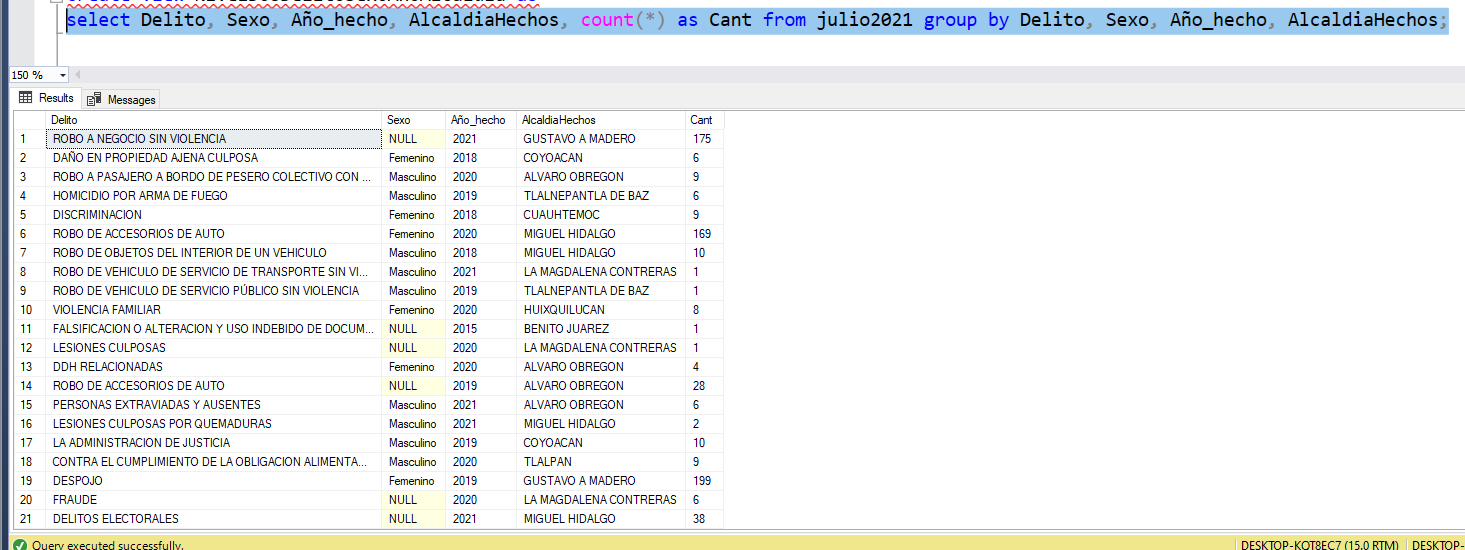 select Delito, Sexo, Año_hecho, AlcaldiaHechos, count(*) as Cant from julio2021 group by Delito, Sexo, Año_hecho, AlcaldiaHechos;
150 %
Results Messages
Delito Sexo Año_hecho AlcaldiaHechos Cant
1 ROBO A NEGOCIO SIN VIOLENCIA NULL 2021 GUSTAVO A MADERO 175
2 DAÑO EN PROPIEDAD AJENA CULPOSA Femenino 2018 COYOACAN 6
3 ROBO A PASAJERO A BORDO DE PESERO COLECTIVO CON ... Masculino 2020 ALVARO OBREGON 9
4 HOMICIDIO POR ARMA DE FUEGO Masculino 2019 TLALNEPANTLA DE BAZ 6
5 DISCRIMINACION Femenino 2018 CUAUHTEMOC 9
6 ROBO DE ACCESORIOS DE AUTO Femenino 2020 MIGUEL HIDALGO 169
7 ROBO DE OBJETOS DEL INTERIOR DE UN VEHICULO Masculino 2018 MIGUEL HIDALGO 10
8 ROBO DE VEHICULO DE SERVICIO DE TRANSPORTE SIN VI... Masculino 2021 LA MAGDALENA CONTRERAS 1
9 ROBO DE VEHICULO DE SERVICIO PÚBLICO SIN VIOLENCIA Masculino 2019 TLALNEPANTLA DE BAZ 1
10 VIOLENCIA FAMILIAR Femenino 2020 HUIXQUILUCAN 8
11 FALSIFICACION O ALTERACION Y USO INDEBIDO DE DOCUM... NULL 2015 BENITO JUAREZ 1
12 LESIONES CULPOSAS NULL 2020 LA MAGDALENA CONTRERAS 1
13 DDH RELACIONADAS Femenino 2020 ALVARO OBREGON 4
14 ROBO DE ACCESORIOS DE AUTO NULL 2019 ALVARO OBREGON 28
15 PERSONAS EXTRAVIADAS Y AUSENTES Masculino 2021 ALVARO OBREGON 6
16 LESIONES CULPOSAS POR QUEMADURAS Masculino 2021 MIGUEL HIDALGO 2
17 LA ADMINISTRACION DE JUSTICIA Masculino 2019 COYOACAN 10
18 CONTRA EL CUMPLIMIENTO DE LA OBLIGACION ALIMENTA... Masculino 2020 TLALPAN 9
19 DESPOJO Femenino 2019 GUSTAVO A MADERO 199
20 FRAUDE NULL 2020 LA MAGDALENA CONTRERAS 6
21 DELITOS ELECTORALES NULL 2021 MIGUEL HIDALGO 38
Query executed successfully. DESKTOP-KOT8EC7 (15.0 RTM) DESKTOP-